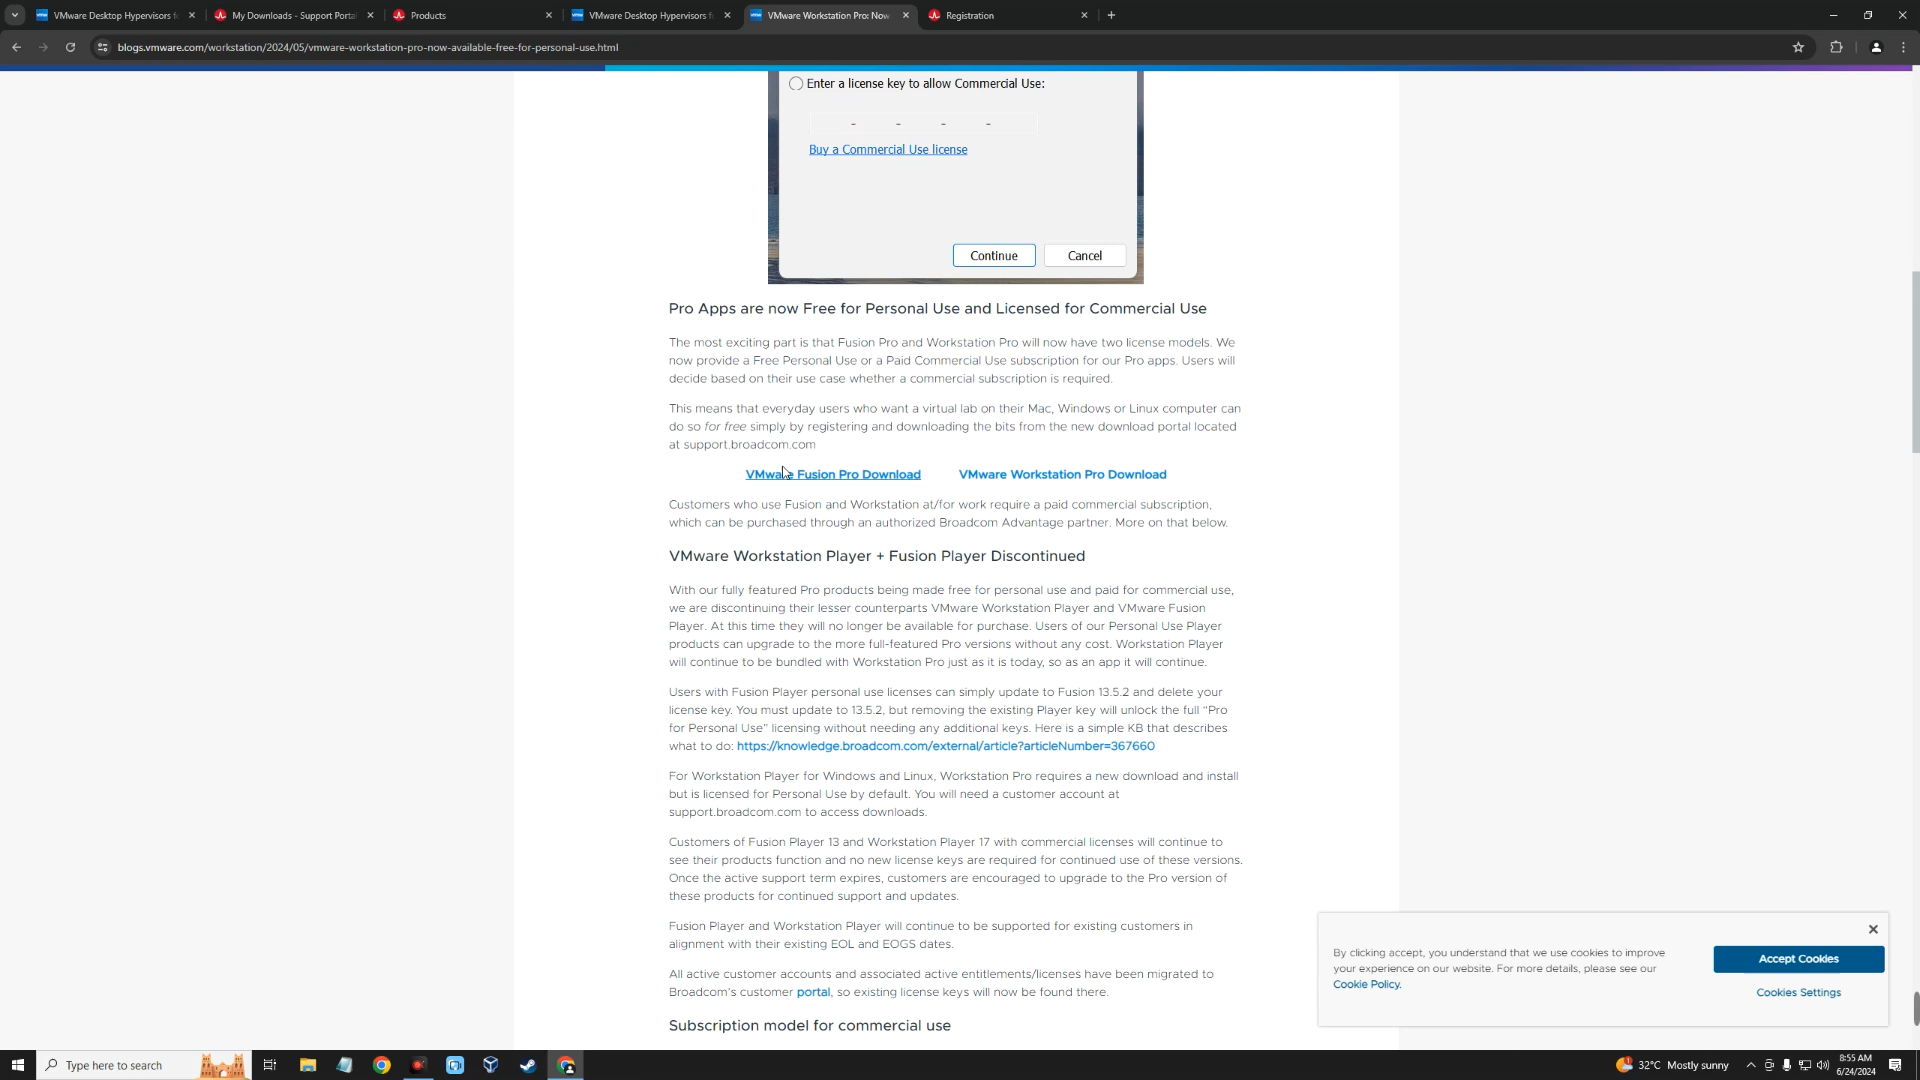 VMware Desktop Hypervisors f
My Downloads - Support Porta
Products
VMware Desktop Hypervisors f
VMware Workstation Pro: Now
Registration
blogs.vmware.com/workstation/2024/05/vmware-workstation-pro-now-available-free-for-personal-use.html
Enter a license key to allow Commercial Use:
- - - -
Buy a Commercial Use license
Continue
Cancel
Pro Apps are now Free for Personal Use and Licensed for Commercial Use
The most exciting part is that Fusion Pro and Workstation Pro will now have two license models. We
now provide a Free Personal Use or a Paid Commercial Use subscription for our Pro apps. Users will
decide based on their use case whether a commercial subscription is required.
This means that everyday users who want a virtual lab on their Mac, Windows or Linux computer can
do so for free simply by registering and downloading the bits from the new download portal located
at support.broadcom.com
VMware Fusion Pro Download
VMware Workstation Pro Download
Customers who use Fusion and Workstation at/for work require a paid commercial subscription,
which can be purchased through an authorized Broadcom Advantage partner. More on that below.
VMware Workstation Player + Fusion Player Discontinued
With our fully featured Pro products being made free for personal use and paid for commercial use,
we are discontinuing their lesser counterparts VMware Workstation Player and VMware Fusion
Player. At this time they will no longer be available for purchase. Users of our Personal Use Player
products can upgrade to the more full-featured Pro versions without any cost. Workstation Player
will continue to be bundled with Workstation Pro just as it is today, so as an app it will continue.
Users with Fusion Player personal use licenses can simply update to Fusion 13.5.2 and delete your
license key. You must update to 13.5.2, but removing the existing Player key will unlock the full “Pro
for Personal Use” licensing without needing any additional keys. Here is a simple KB that describes
what to do: https://knowledge.broadcom.com/external/article?articleNumber=367660
For Workstation Player for Windows and Linux, Workstation Pro requires a new download and install
but is licensed for Personal Use by default. You will need a customer account at
support.broadcom.com to access downloads.
Customers of Fusion Player 13 and Workstation Player 17 with commercial licenses will continue to
see their products function and no new license keys are required for continued use of these versions.
Once the active support term expires, customers are encouraged to upgrade to the Pro version of
these products for continued support and updates.
Fusion Player and Workstation Player will continue to be supported for existing customers in
alignment with their existing EOL and EOGS dates.
All active customer accounts and associated active entitlements/licenses have been migrated to
Broadcom's customer portal, so existing license keys will now be found there.
Subscription model for commercial use
By clicking accept, you understand that we use cookies to improve
your experience on our website. For more details, please see our
Cookie Policy.
Accept Cookies
Cookies Settings
Type here to search
1
32°C Mostly sunny
8:55 AM
6/24/2024